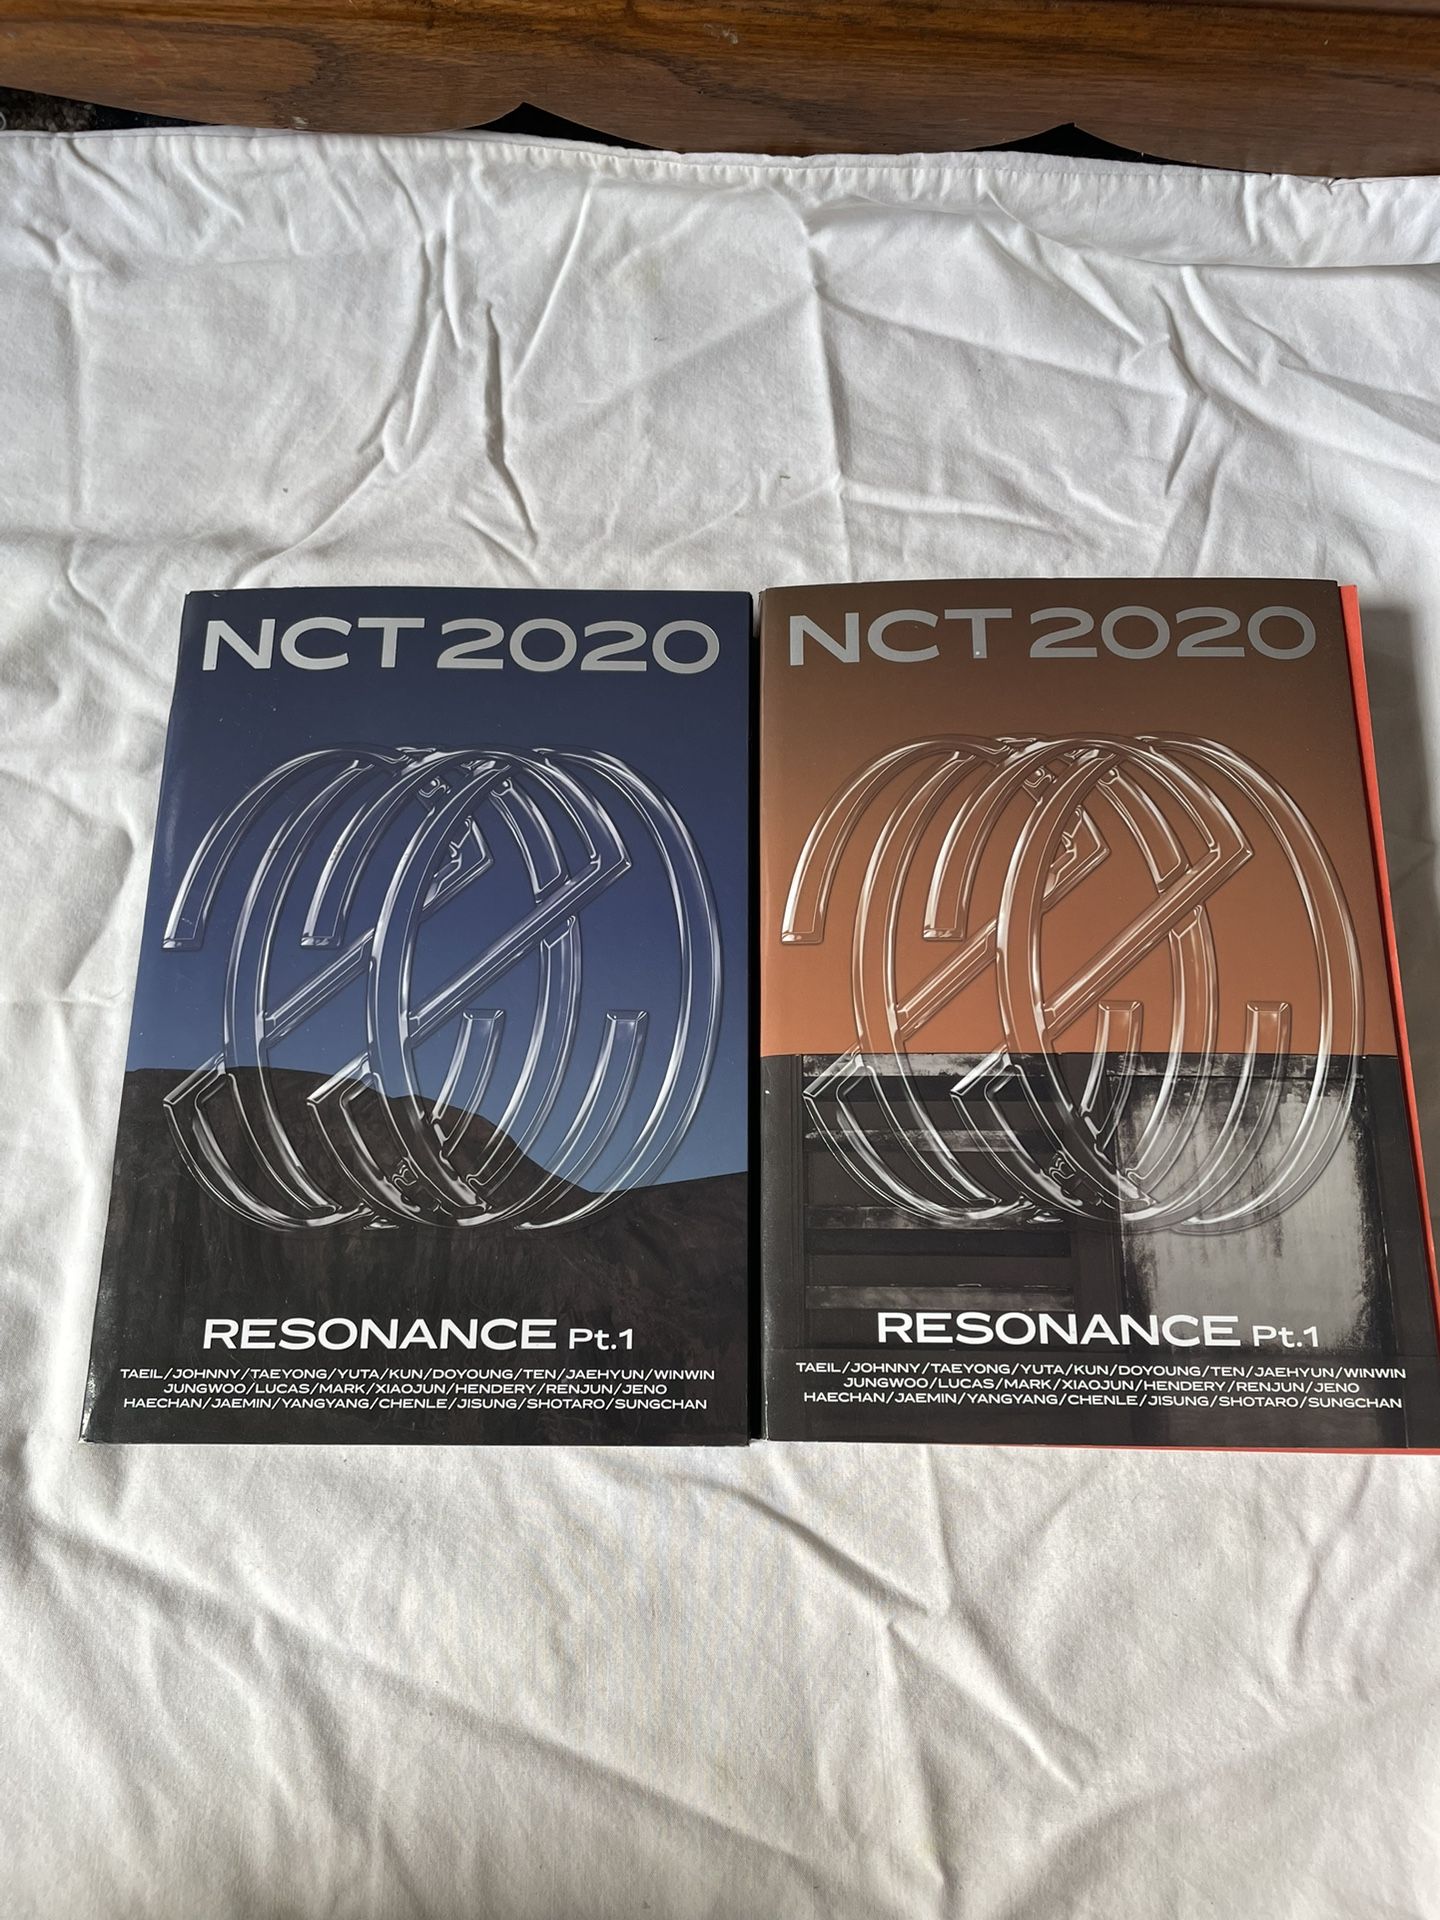 NCT 2020
RESONANCE Pt.1
TAEIL/JOHNNY/TAEYONG/YUTA/KUN/DOYOUNG/TEN/JAEHYUN/WINWIN
JUNGWOO/LUCAS/MARK/XIAOJUN/HENDERY/RENJUN/JENO
HAECHAN/JAEMIN/YANGYANG/CHENLE/JISUNG/SHOTARO/SUNGCHAN
NCT 2020
RESONANCE Pt.1
TAEIL/JOHNNY/TAEYONG/YUTA/KUN/DOYOUNG/TEN/JAEHYUN/WINWIN
JUNGWOO/LUCAS/MARK/XIAOJUN/HENDERY/RENJUN/JENO
HAECHAN/JAEMIN/YANGYANG/CHENLE/JISUNG/SHOTARO/SUNGCHAN